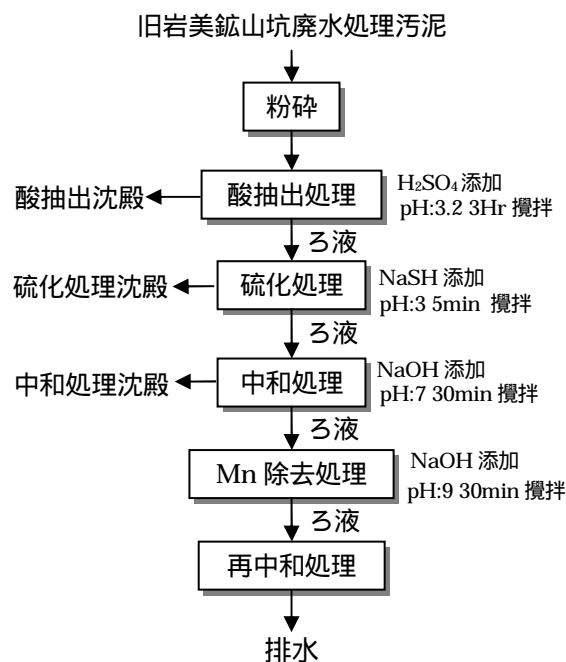 旧岩美鉱山坑廃水処理汚泥
粉砕
酸抽出沈殿
酸抽出処理
H₂SO₄ 添加
pH:3.2 3Hr 攪拌
ろ液
硫化処理沈殿
硫化処理
NaSH 添加
pH:3 5min 攪拌
ろ液
中和処理沈殿
中和処理
NaOH 添加
pH:7 30min 攪拌
ろ液
Mn 除去処理
NaOH 添加
pH:9 30min 攪拌
ろ液
再中和処理
排水